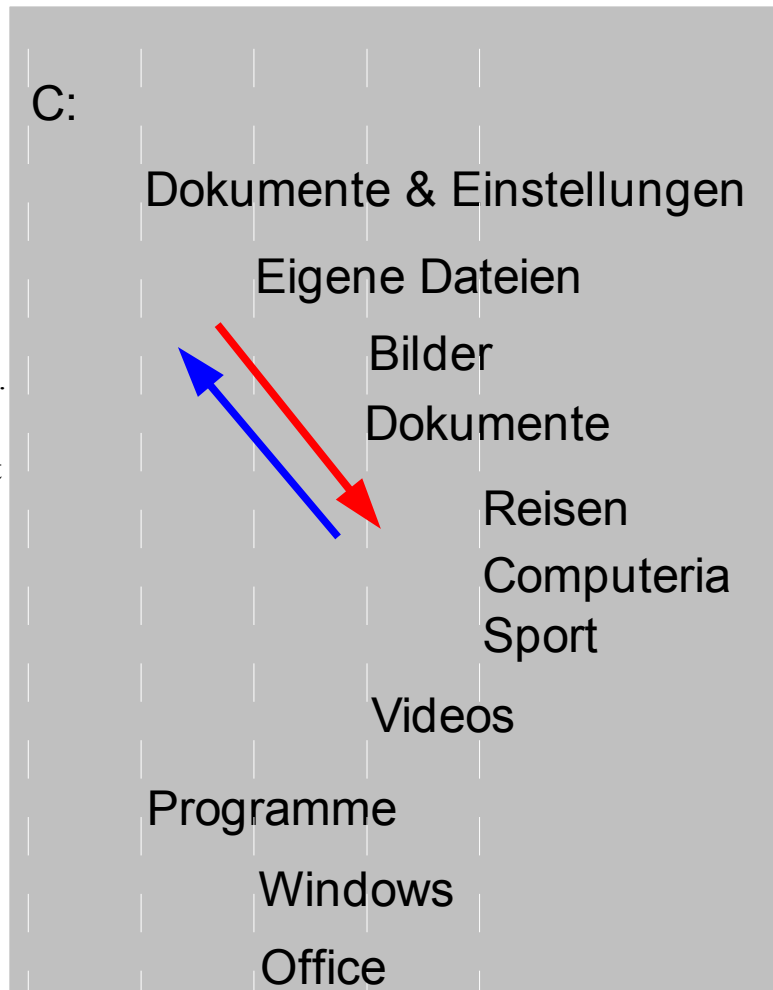 C:
Dokumente & Einstellungen
Eigene Dateien
Bilder
Dokumente
Reisen
Computeria
Sport
Videos
Programme
Windows
Office